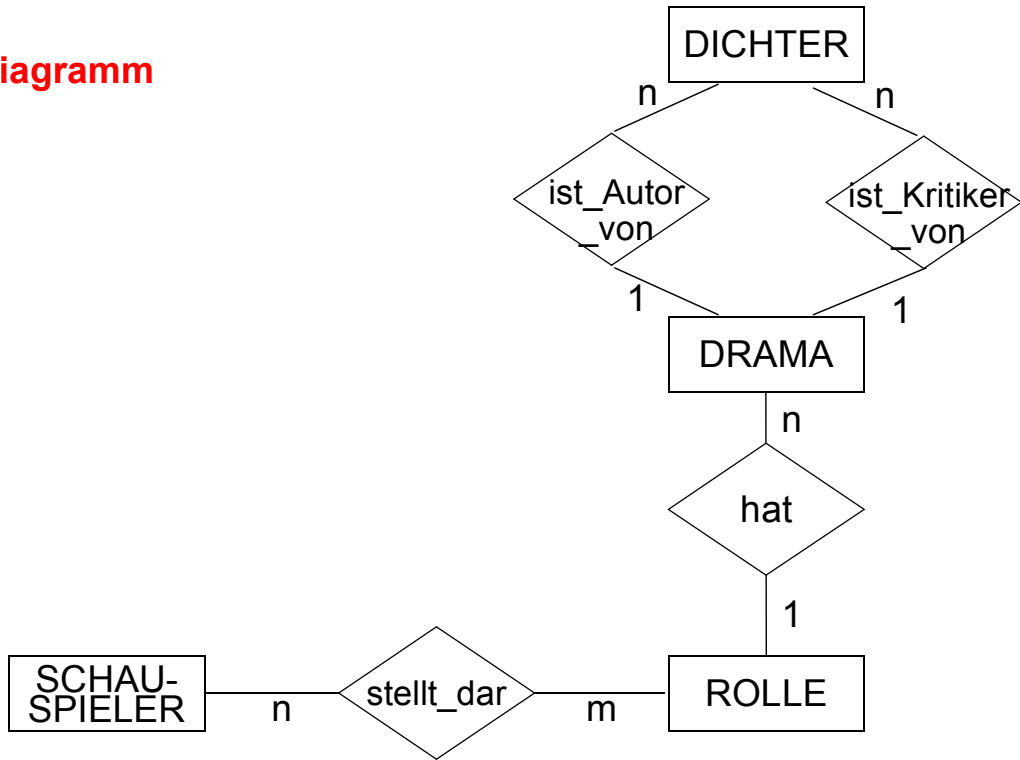 DICHTER
iagramm
n
n
ist_Autor
_von
ist_Kritiker
_von
1
1
DRAMA
n
hat
1
SCHAU-
SPIELER
n
stellt_dar
m
ROLLE